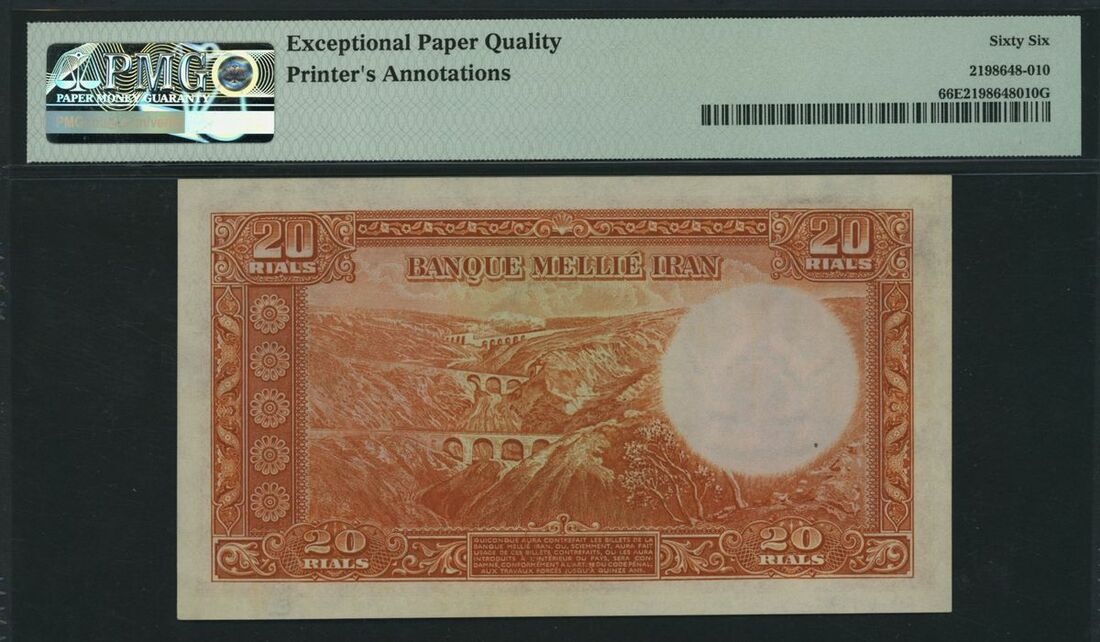 PMG
PAPER MONEY GUARANTY
Exceptional Paper Quality
Printer's Annotations
Sixty Six
2198648-010
66E2198648010G
20 RIALS
20 RIALS
BANQUE MELLIÉ IRAN
20 RIALS
20 RIALS
QUICONQUE AURA CONTREFAIT LES BILLETS DE LA
BANQUE MELLIÉ IRAN, OU, SCIEMMENT, AURA FAIT
USAGE DE CES BILLETS CONTREFAITS, OU LES AURA
INTRODUITS À L'INTÉRIEUR DU PAYS, SERA CON-
DAMNÉ, CONFORMÉMENT À L'ART. DU CODE PÉNAL,
AUX TRAVAUX FORCÉS JUSQU'À QUINZE ANS.